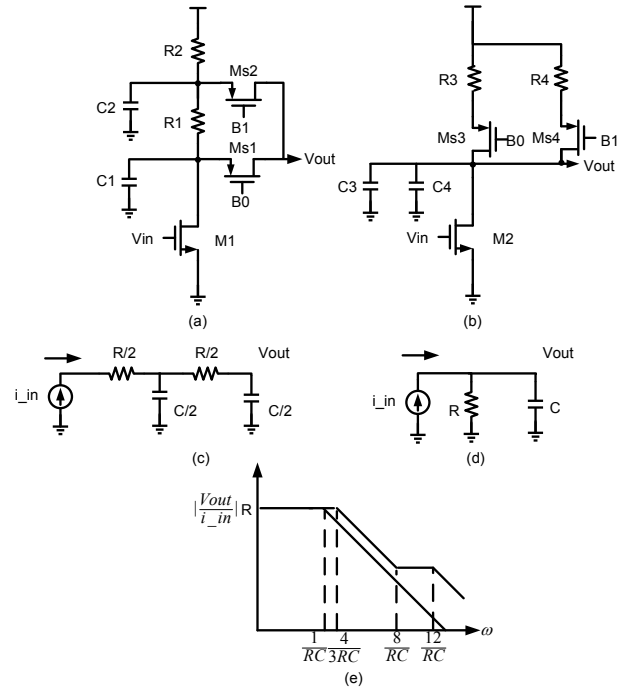 R2
Ms2
C2
B1
R1
Ms1
Vout
C1
B0
Vin
M1
(a)
R3
R4
Ms3
B0
Ms4
B1
Vout
C3
C4
Vin
M2
(b)
R/2
R/2
Vout
i_in
C/2
C/2
(c)
Vout
i_in
R
C
(d)
|Vout/i_in| R
1/RC 4/3RC 8/RC 12/RC ω
(e)